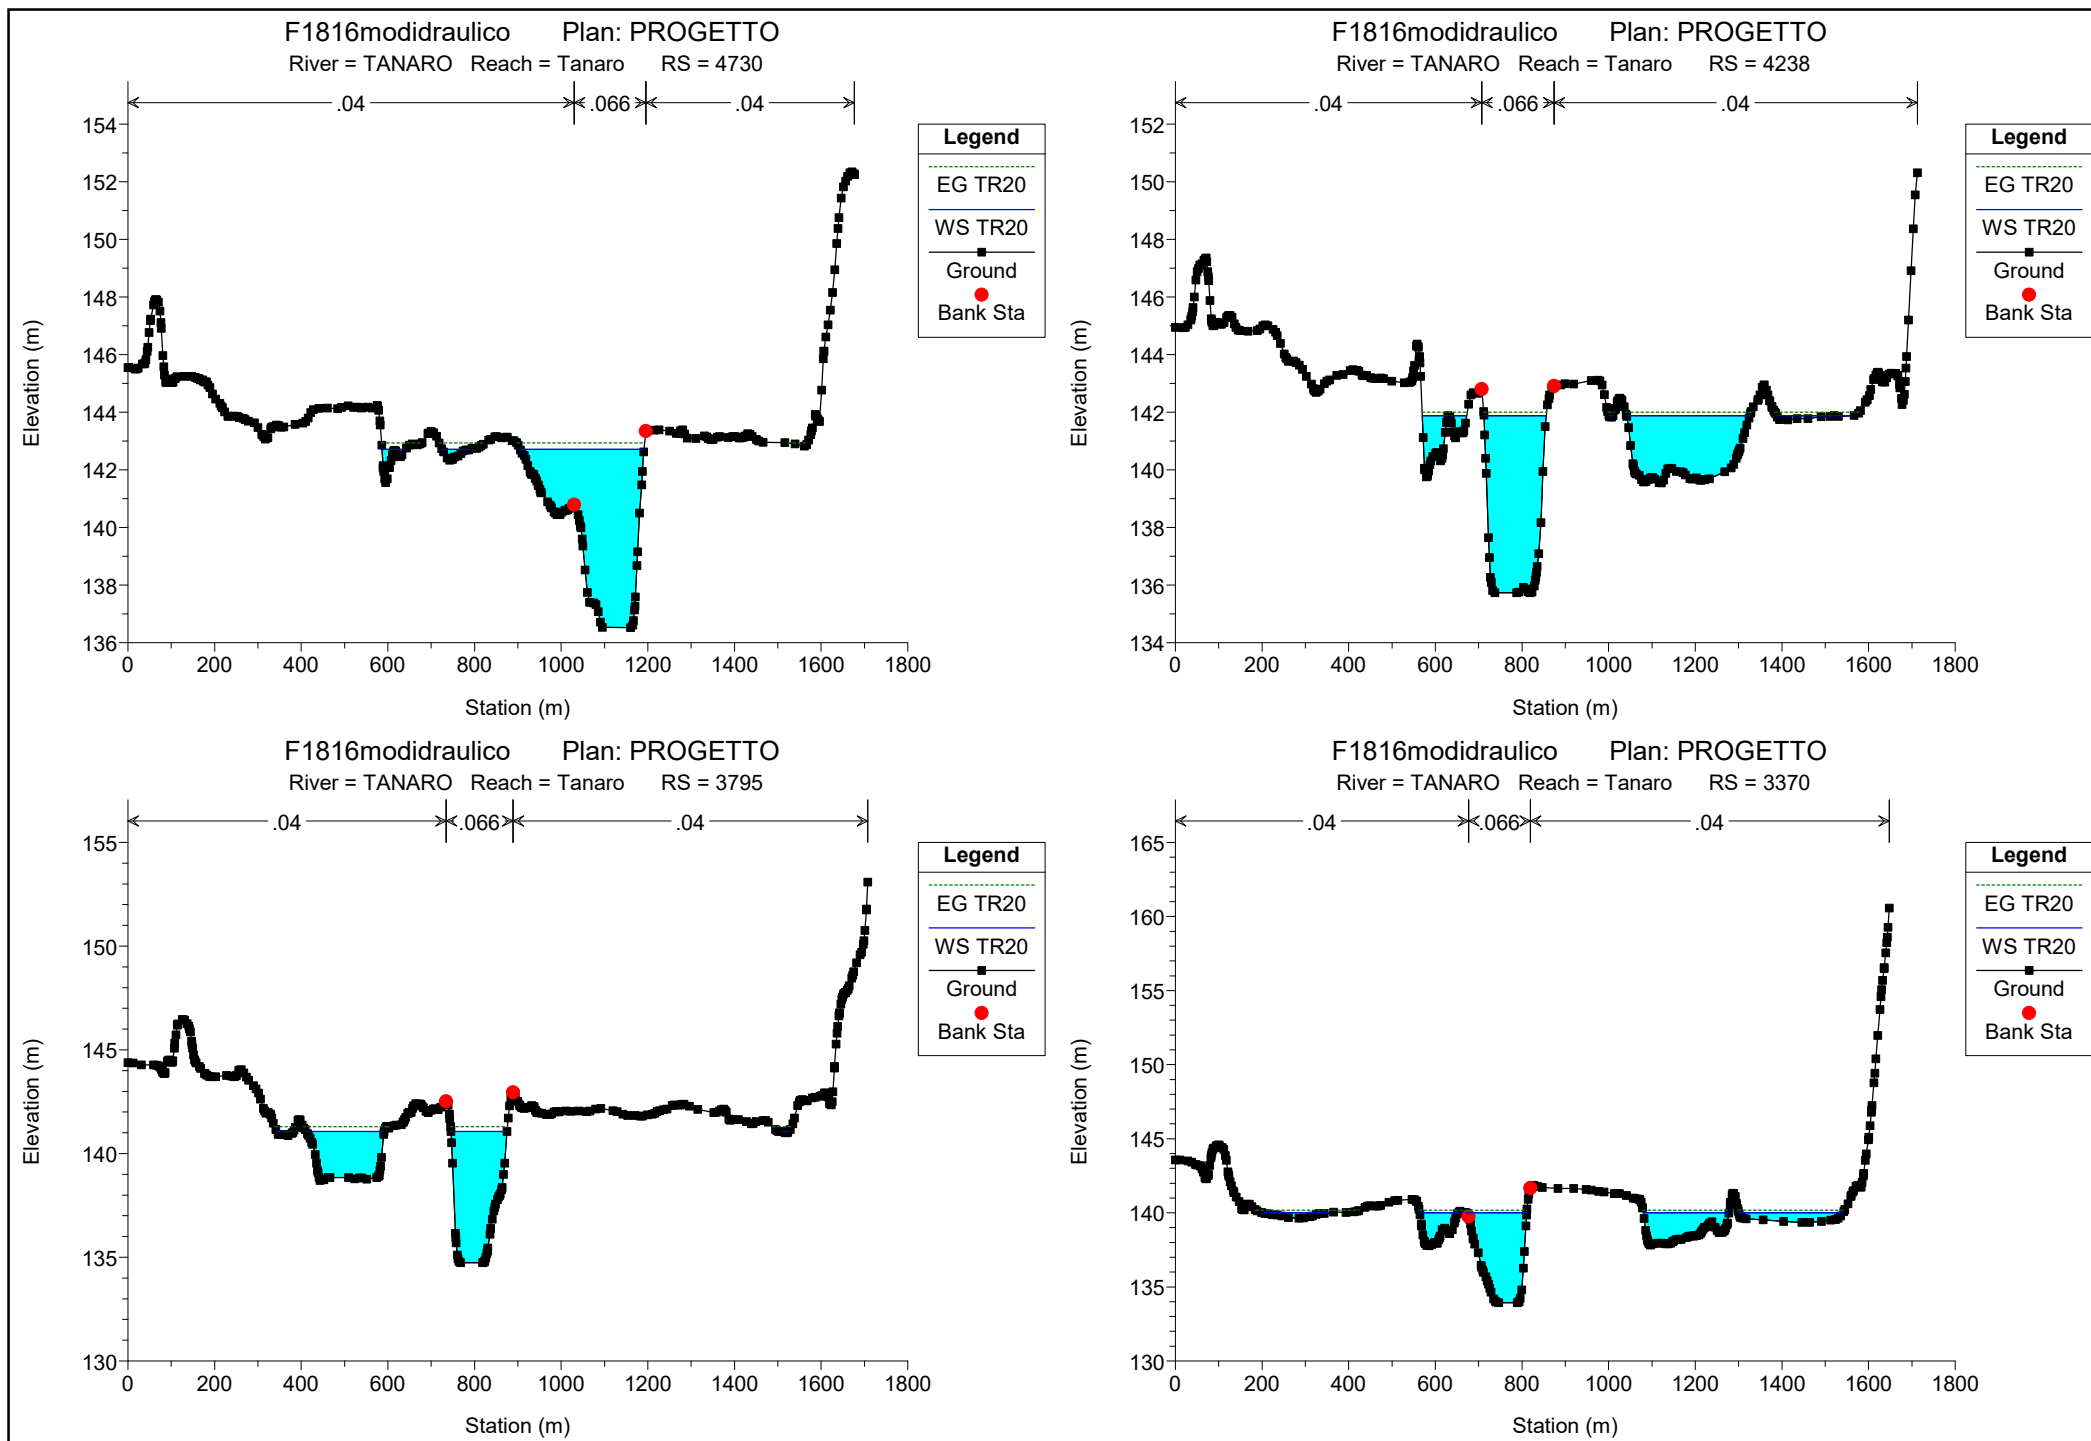 F1816modidraulico Plan: PROGETTO
River = TANARO Reach = Tanaro RS = 4730
.04 .066 .04
154
152
150
148
146
144
142
140
138
136
0 200 400 600 800 1000 1200 1400 1600 1800
Station (m)
Elevation (m)
Legend
EG TR20
WS TR20
Ground
Bank Sta
F1816modidraulico Plan: PROGETTO
River = TANARO Reach = Tanaro RS = 4238
.04 .066 .04
152
150
148
146
144
142
140
138
136
134
0 200 400 600 800 1000 1200 1400 1600 1800
Station (m)
Elevation (m)
Legend
EG TR20
WS TR20
Ground
Bank Sta
F1816modidraulico Plan: PROGETTO
River = TANARO Reach = Tanaro RS = 3795
.04 .066 .04
155
150
145
140
135
130
0 200 400 600 800 1000 1200 1400 1600 1800
Station (m)
Elevation (m)
Legend
EG TR20
WS TR20
Ground
Bank Sta
F1816modidraulico Plan: PROGETTO
River = TANARO Reach = Tanaro RS = 3370
.04 .066 .04
165
160
155
150
145
140
135
130
0 200 400 600 800 1000 1200 1400 1600 1800
Station (m)
Elevation (m)
Legend
EG TR20
WS TR20
Ground
Bank Sta